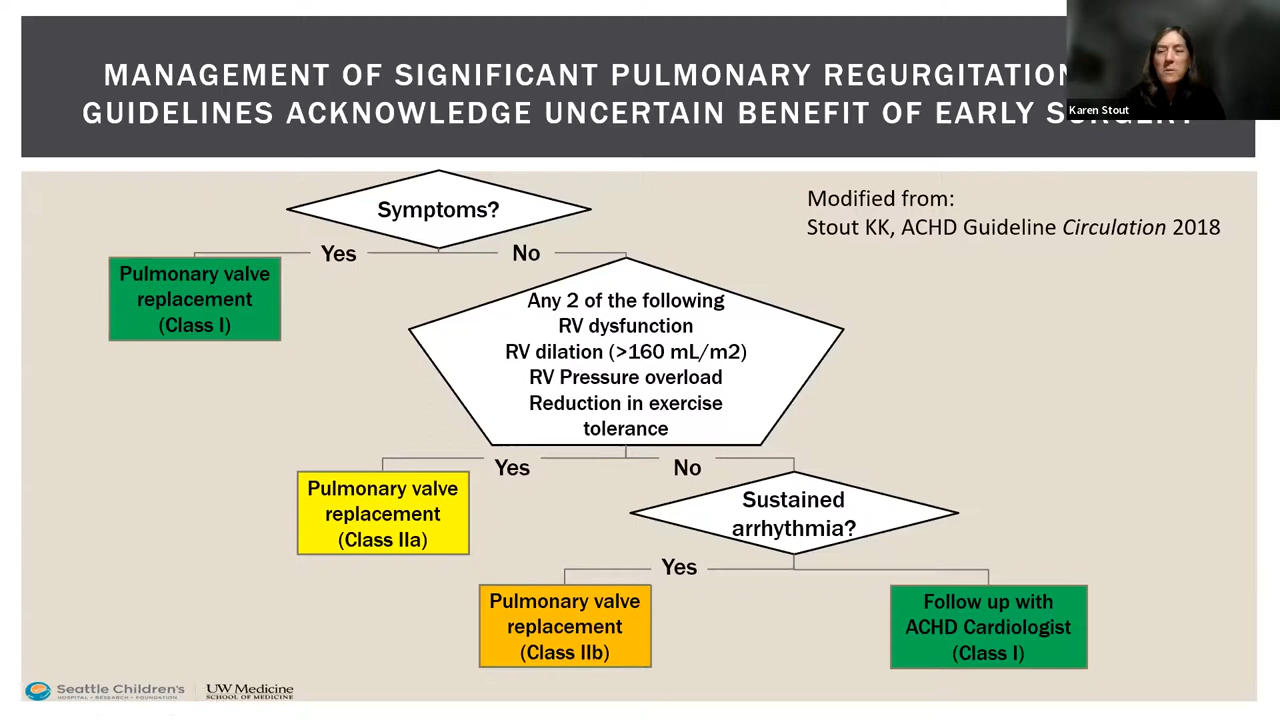 MANAGEMENT OF SIGNIFICANT PULMONARY REGURGITATION
GUIDELINES ACKNOWLEDGE UNCERTAIN BENEFIT OF EARLY SURGERY
Karen Stout
Modified from:
Stout KK, ACHD Guideline Circulation 2018
Symptoms?
Yes
No
Pulmonary valve
replacement
(Class I)
Any 2 of the following
RV dysfunction
RV dilation (>160 mL/m2)
RV Pressure overload
Reduction in exercise
tolerance
Yes
No
Pulmonary valve
replacement
(Class IIa)
Sustained
arrhythmia?
Yes
Pulmonary valve
replacement
(Class IIb)
Follow up with
ACHD Cardiologist
(Class I)
Seattle Children's
HOSPITAL • RESEARCH • FOUNDATION
UW Medicine
SCHOOL OF MEDICINE